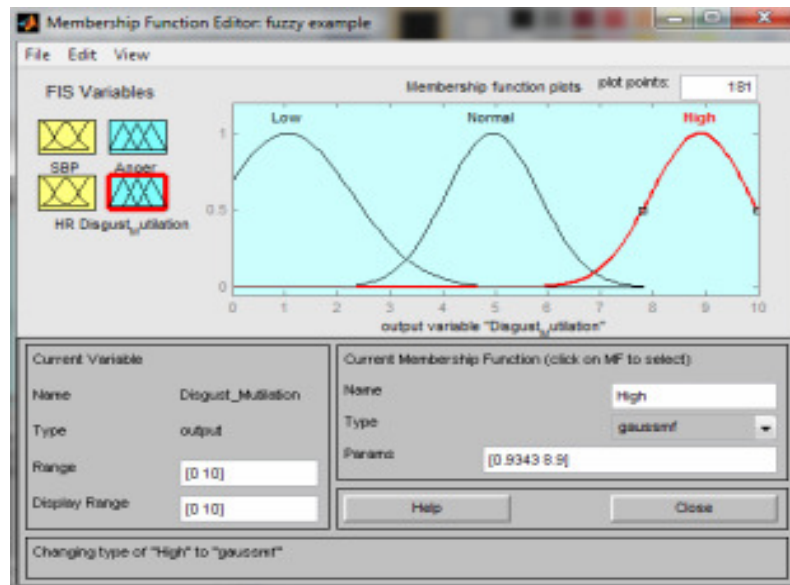 Membership Function Editor: fuzzy example
File Edit View
FIS Variables
SBP Anger
HR Disgust_Mutilation
Membership function plots plot points: 181
Low Normal High
1
0.5
0
0 1 2 3 4 5 6 7 8 9 10
output variable "Disgust_Mutilation"
Current Variable
Name Disgust_Mutilation
Type output
Range [0 10]
Display Range [0 10]
Current Membership Function (click on MF to select)
Name High
Type gaussmf
Params [0.9343 8.9]
Help Close
Changing type of "High" to "gaussmf"